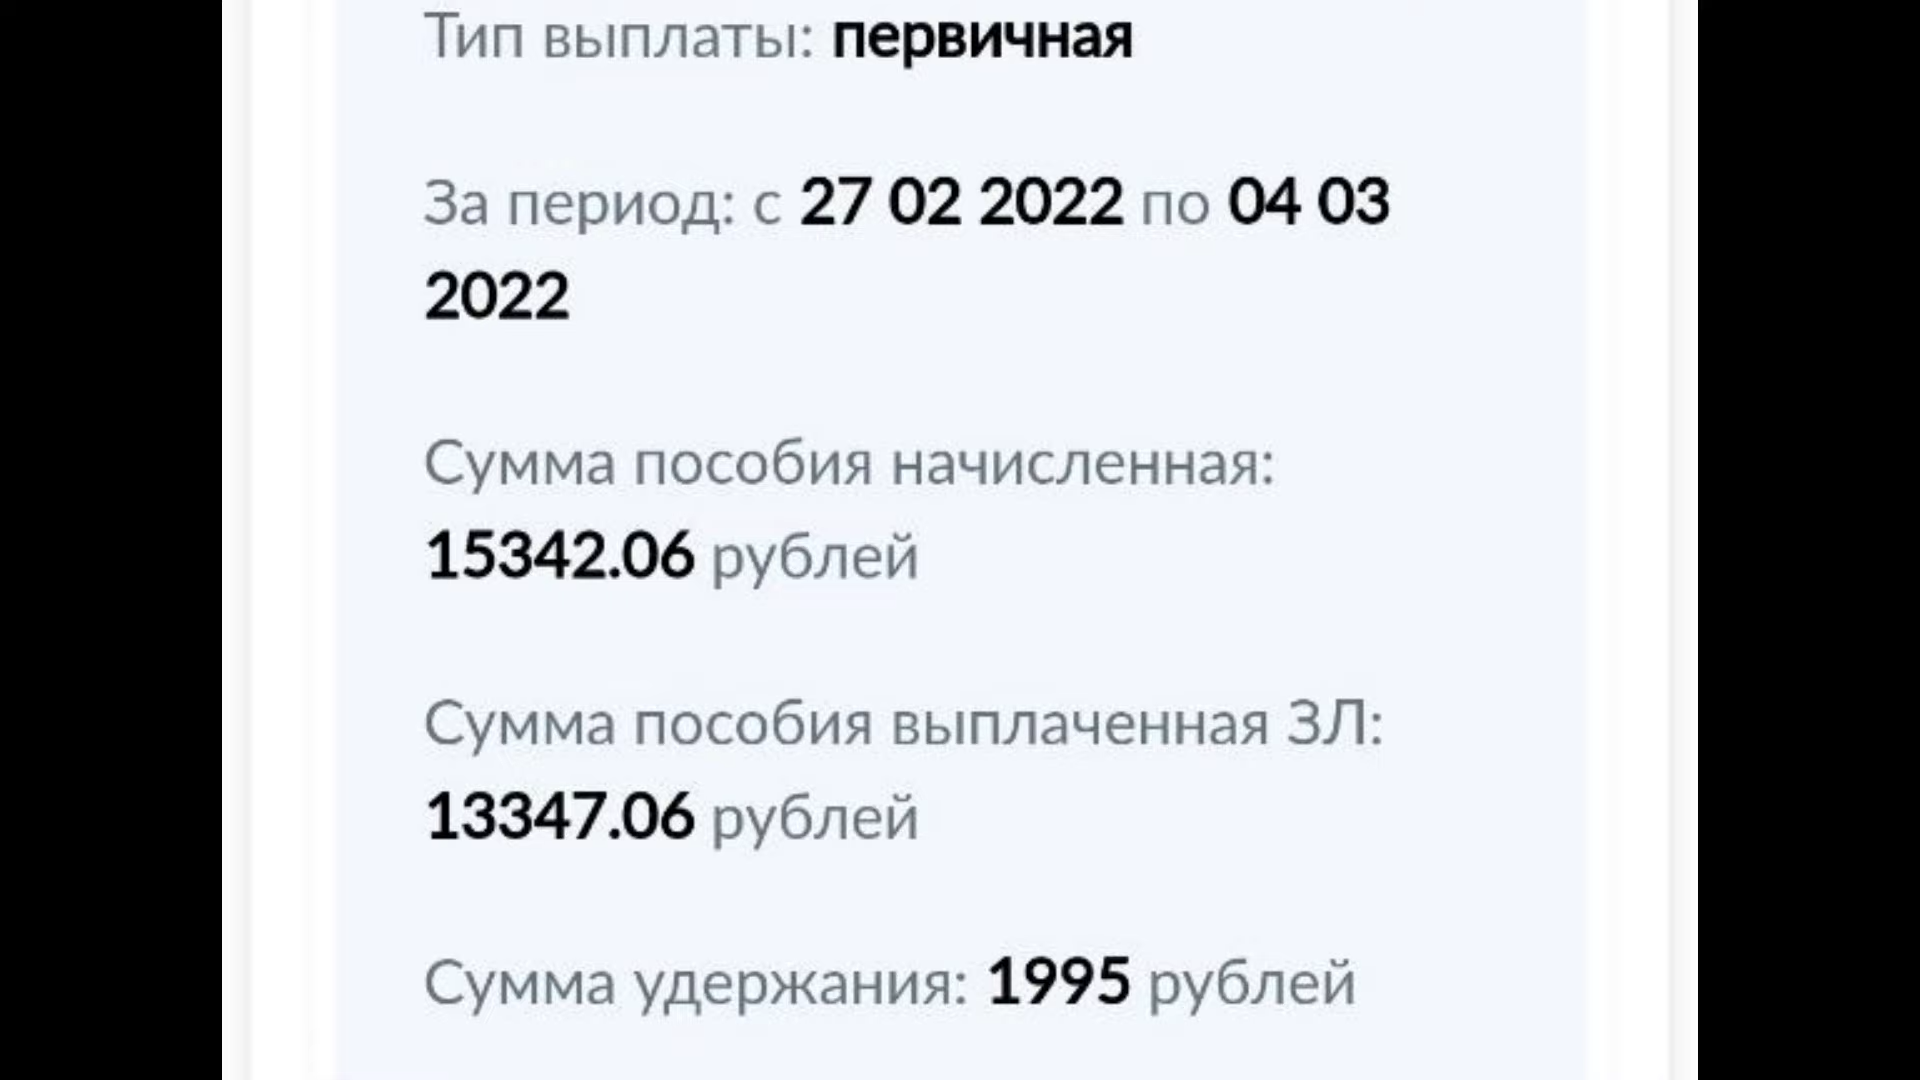 Тип выплаты: первичная
За период: с 27 02 2022 по 04 03
2022
Сумма пособия начисленная:
15342.06 рублей
Сумма пособия выплаченная ЗЛ:
13347.06 рублей
Сумма удержания: 1995 рублей